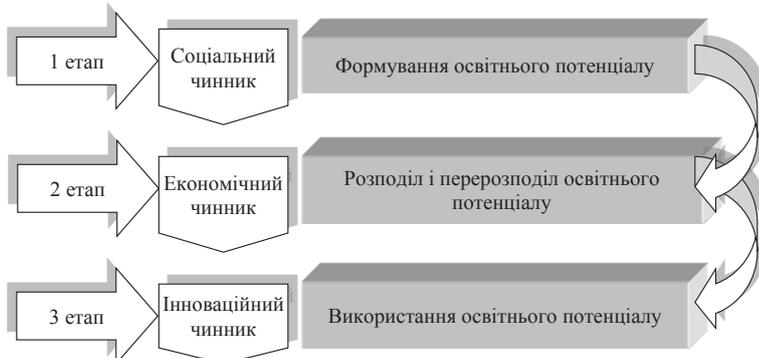 1 етап
Соціальний
чинник
Формування освітнього потенціалу
2 етап
Економічний
чинник
Розподіл і перерозподіл освітнього
потенціалу
3 етап
Інноваційний
чинник
Використання освітнього потенціалу